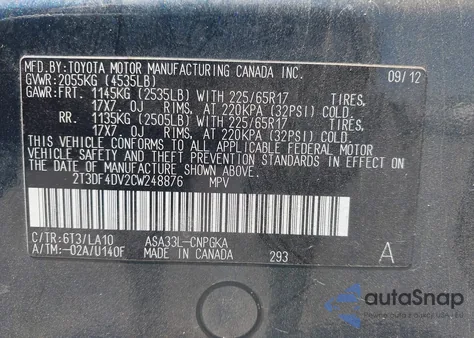 MFD.BY:TOYOTA MOTOR MANUFACTURING CANADA INC.
GVWR: 2055KG (4535LB) 09/12
GAWR:FRT. 1145KG (2535LB) WITH 225/65R17 TIRES,
17X7.0J RIMS, AT 220KPA (32PSI) COLD
RR. 1135KG (2505LB) WITH 225/65R17 TIRES,
17X7.0J RIMS, AT 220KPA (32PSI) COLD
THIS VEHICLE CONFORMS TO ALL APPLICABLE FEDERAL MOTOR
VEHICLE SAFETY AND BUMPER STANDARDS IN EFFECT ON
THE DATE OF MANUFACTURE SHOWN ABOVE.
2T3DF4DV2CW248876 MPV
C/TR:6T3/LA10 ASA33L-CNPGKA
A/TM:-02A/U140F MADE IN CANADA 293 A
autoSnap